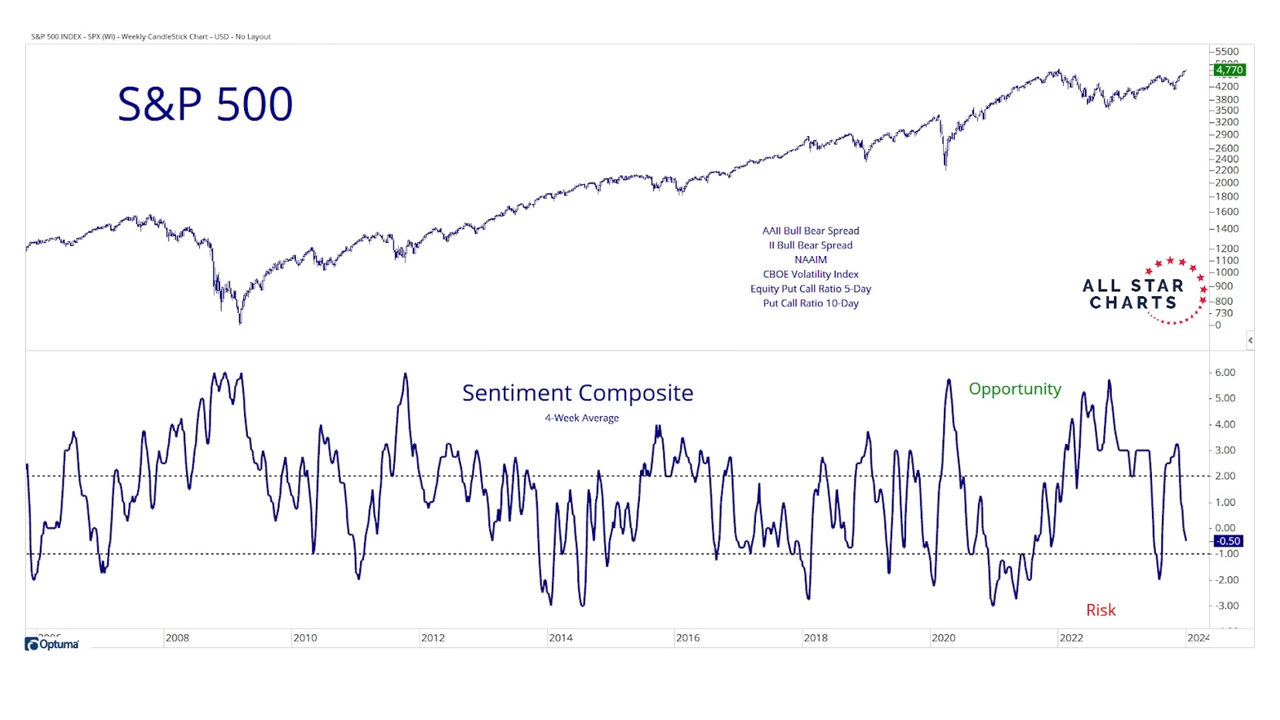 S&P 500 INDEX - SPX (WI) - Weekly CandleStick Chart - USD - No Layout
S&P 500
5500
4,770
4200
3800
3500
3200
2900
2600
2400
2200
2000
1800
1600
1400
1200
1100
1000
900
800
730
0
AAII Bull Bear Spread
II Bull Bear Spread
NAAIM
CBOE Volatility Index
Equity Put Call Ratio 5-Day
Put Call Ratio 10-Day
ALL STAR
CHARTS
Sentiment Composite
4-Week Average
Opportunity
Risk
6.00
5.00
4.00
3.00
2.00
1.00
0.00
-0.50
-1.00
-2.00
-3.00
2008
2010
2012
2014
2016
2018
2020
2022
2024
Optuma